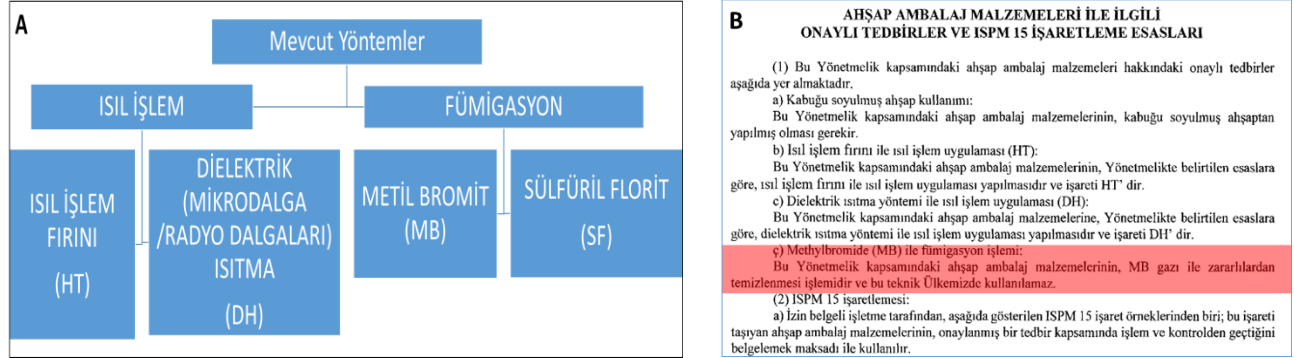 A
Mevcut Yöntemler
ISIL İŞLEM
FÜMİGASYON
ISIL İŞLEM
FIRINI
(HT)
DİELEKTRİK
(MİKRODALGA
/RADYO DALGALARI)
ISITMA
(DH)
METİL BROMİT
(MB)
SÜLFÜRİL FLORİT
(SF)
B
AHŞAP AMBALAJ MALZEMELERİ İLE İLGİLİ
ONAYLI TEDBİRLER VE ISPM 15 İŞARETLEME ESASLARI
(1) Bu Yönetmelik kapsamındaki ahşap ambalaj malzemeleri hakkındaki onaylı tedbirler
aşağıda yer almaktadır.
a) Kabuğu soyulmuş ahşap kullanımı:
Bu Yönetmelik kapsamındaki ahşap ambalaj malzemelerinin, kabuğu soyulmuş ahşaptan
yapılmış olması gerekir.
b) Isıl işlem fırını ile ısıl işlem uygulaması (HT):
Bu Yönetmelik kapsamındaki ahşap ambalaj malzemelerinin, Yönetmelikte belirtilen esaslara
göre, ısıl işlem fırını ile ısıl işlem uygulaması yapılmasıdır ve işareti HT' dir.
c) Dielektrik ısıtma yöntemi ile ısıl işlem uygulaması (DH):
Bu Yönetmelik kapsamındaki ahşap ambalaj malzemelerine, Yönetmelikte belirtilen esaslara
göre, dielektrik ısıtma yöntemi ile ısıl işlem uygulaması yapılmasıdır ve işareti DH' dir.
ç) Methylbromide (MB) ile fümigasyon işlemi:
Bu Yönetmelik kapsamındaki ahşap ambalaj malzemelerinin, MB gazı ile zararlılardan
temizlenmesi işlemidir ve bu teknik Ülkemizde kullanılamaz.
(2) ISPM 15 işaretlemesi:
a) İzin belgeli işletme tarafından, aşağıda gösterilen ISPM 15 işaret örneklerinden biri; bu işareti
taşıyan ahşap ambalaj malzemelerinin, onaylanmış bir tedbir kapsamında işlem ve kontrolden geçtiğini
belgelemek maksadı ile kullanılır.